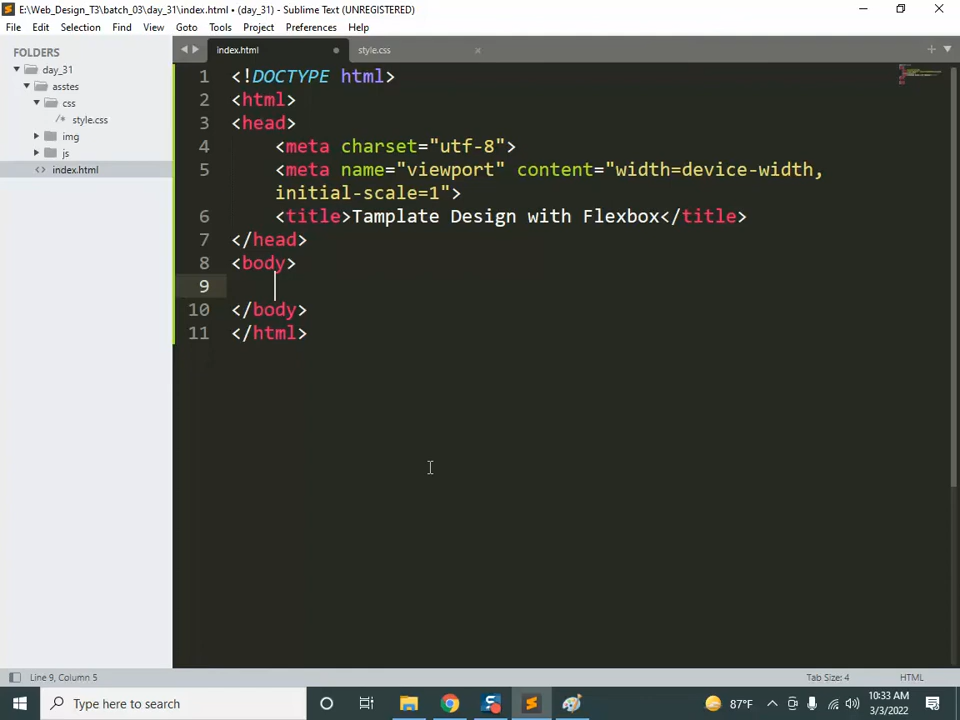 E:\Web_Design_T3\batch_03\day_31\index.html • (day_31) - Sublime Text (UNREGISTERED)
File Edit Selection View Goto Tools Project Preferences Help
FOLDERS
day_31
asstes
css
style.css
img
js
index.html
index.html
style.css
1 <!DOCTYPE html>
2 <html>
3 <head>
4 <meta charset="utf-8">
5 <meta name="viewport" content="width=device-width,
initial-scale=1">
6 <title>Tamplate Design with Flexbox</title>
7 </head>
8 <body>
9
10 </body>
11 </html>
Line 9, Column 5
Tab Size: 4
HTML
Type here to search
87°F
10:33 AM
3/3/2022